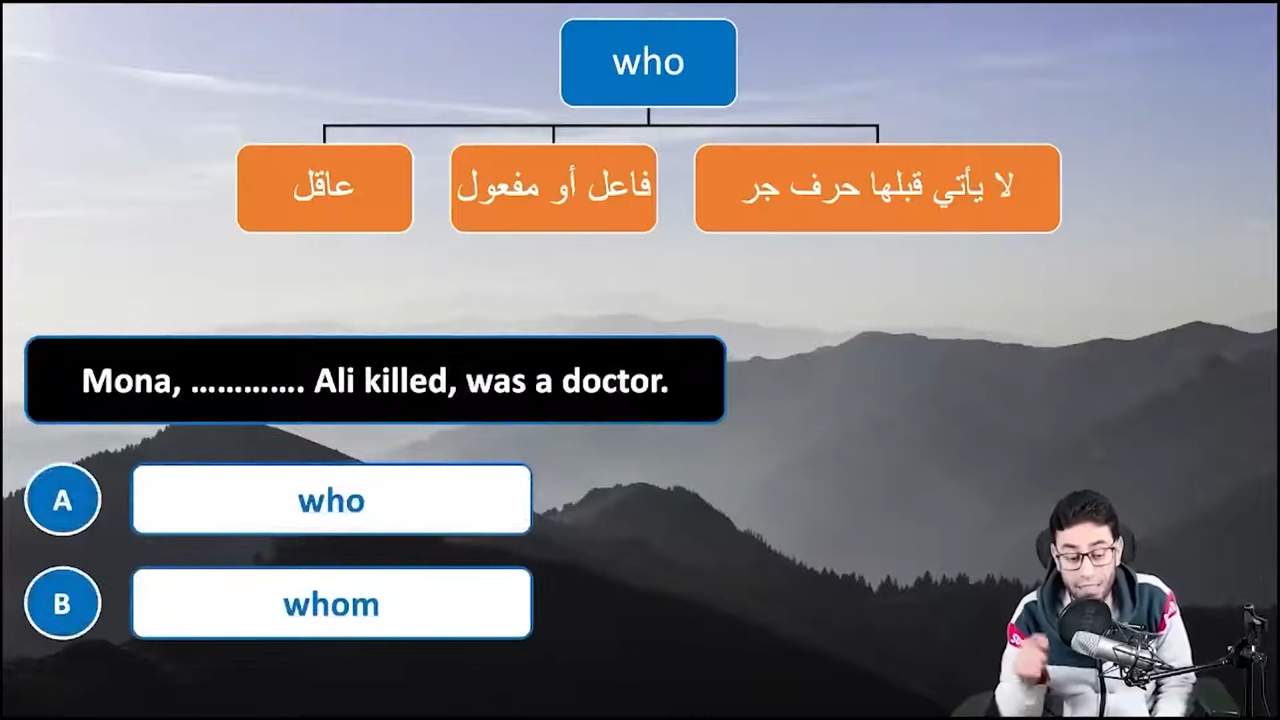 who
عاقل
فاعل أو مفعول
لا يأتي قبلها حرف جر
Mona, …………. Ali killed, was a doctor.
A
who
B
whom